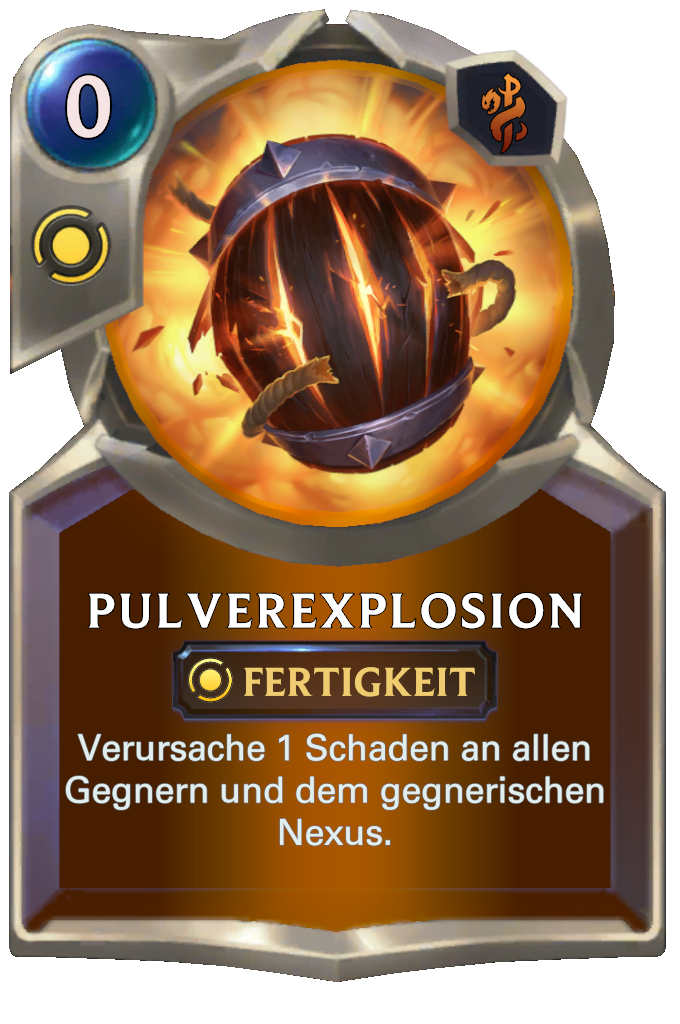 0
PULVEREXPLOSION
FERTIGKEIT
Verursache 1 Schaden an allen
Gegnern und dem gegnerischen
Nexus.